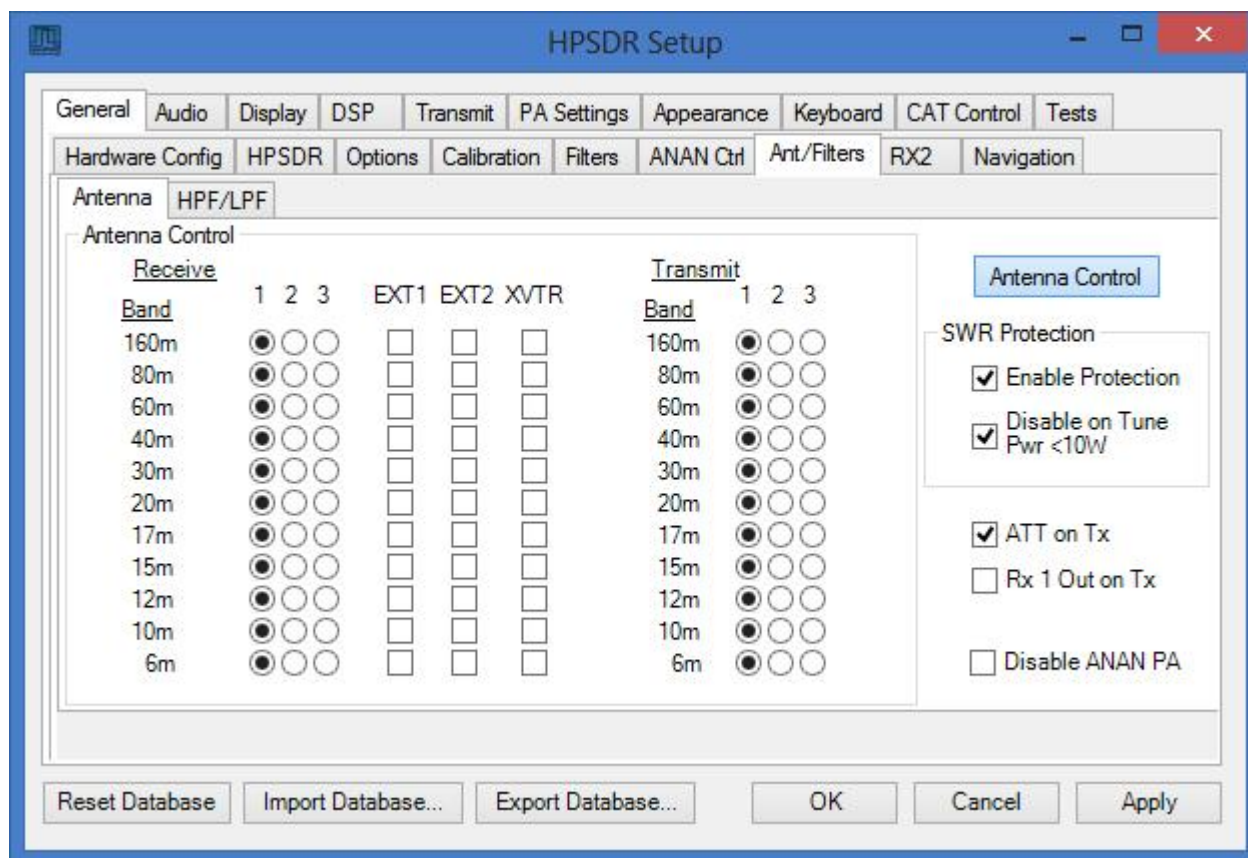 HPSDR Setup
General Audio Display DSP Transmit PA Settings Appearance Keyboard CAT Control Tests
Hardware Config HPSDR Options Calibration Filters ANAN Ctrl Ant/Filters RX2 Navigation
Antenna HPF/LPF
Antenna Control
Receive
Band
1 2 3 EXT1 EXT2 XVTR
160m
80m
60m
40m
30m
20m
17m
15m
12m
10m
6m
Transmit
Band
1 2 3
160m
80m
60m
40m
30m
20m
17m
15m
12m
10m
6m
Antenna Control
SWR Protection
Enable Protection
Disable on Tune
Pwr <10W
ATT on Tx
Rx 1 Out on Tx
Disable ANAN PA
Reset Database Import Database... Export Database... OK Cancel Apply